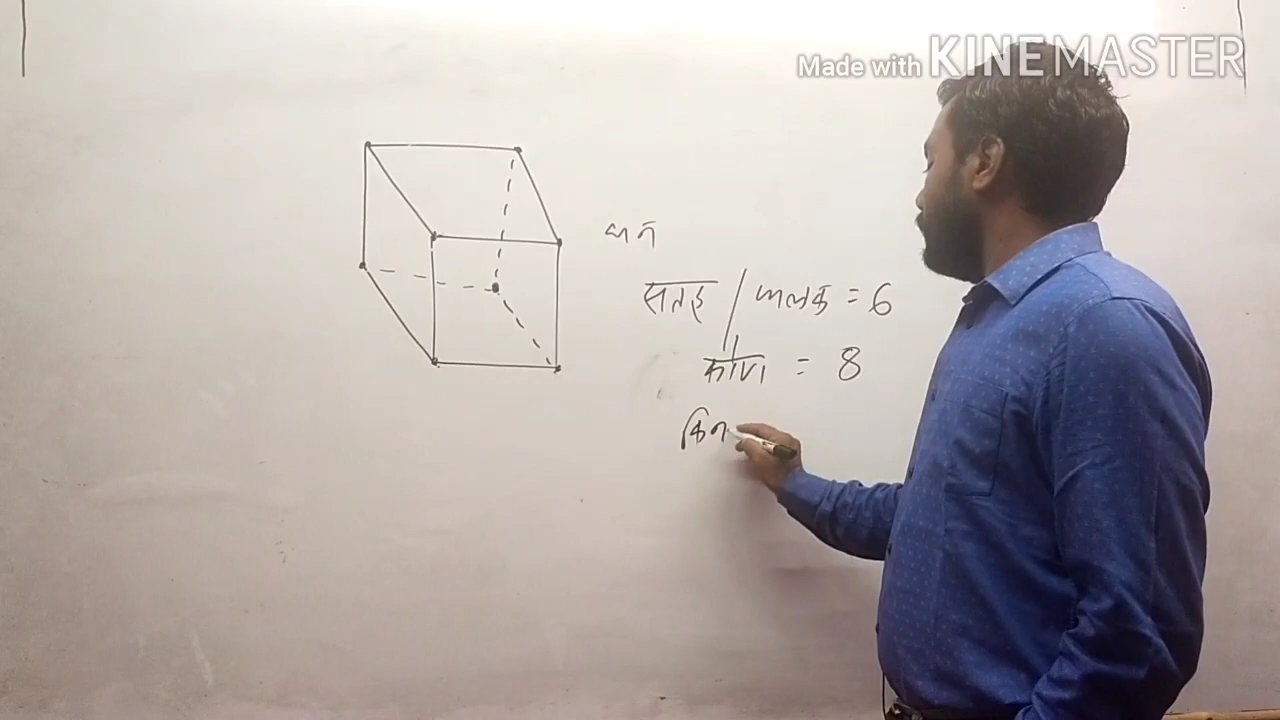 Made with KINEMASTER
घन
सतह / फलक = 6
कोण = 8
किन